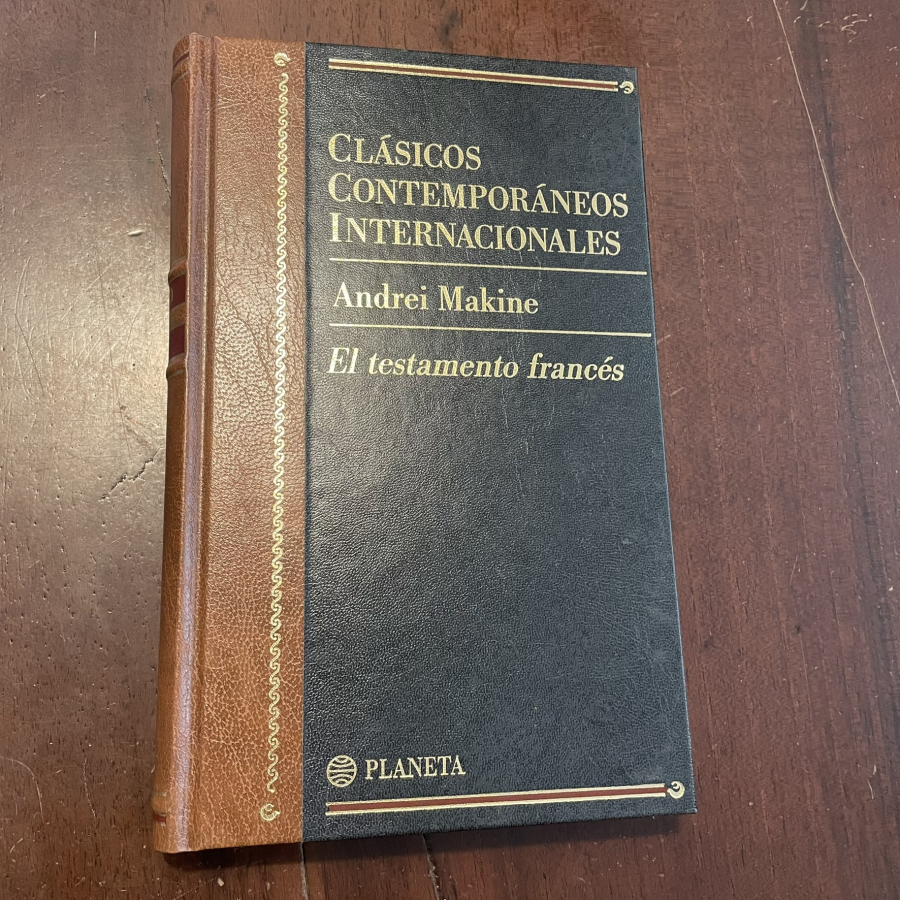 CLÁSICOS
CONTEMPORÁNEOS
INTERNACIONALES
Andrei Makine
El testamento francés
PLANETA